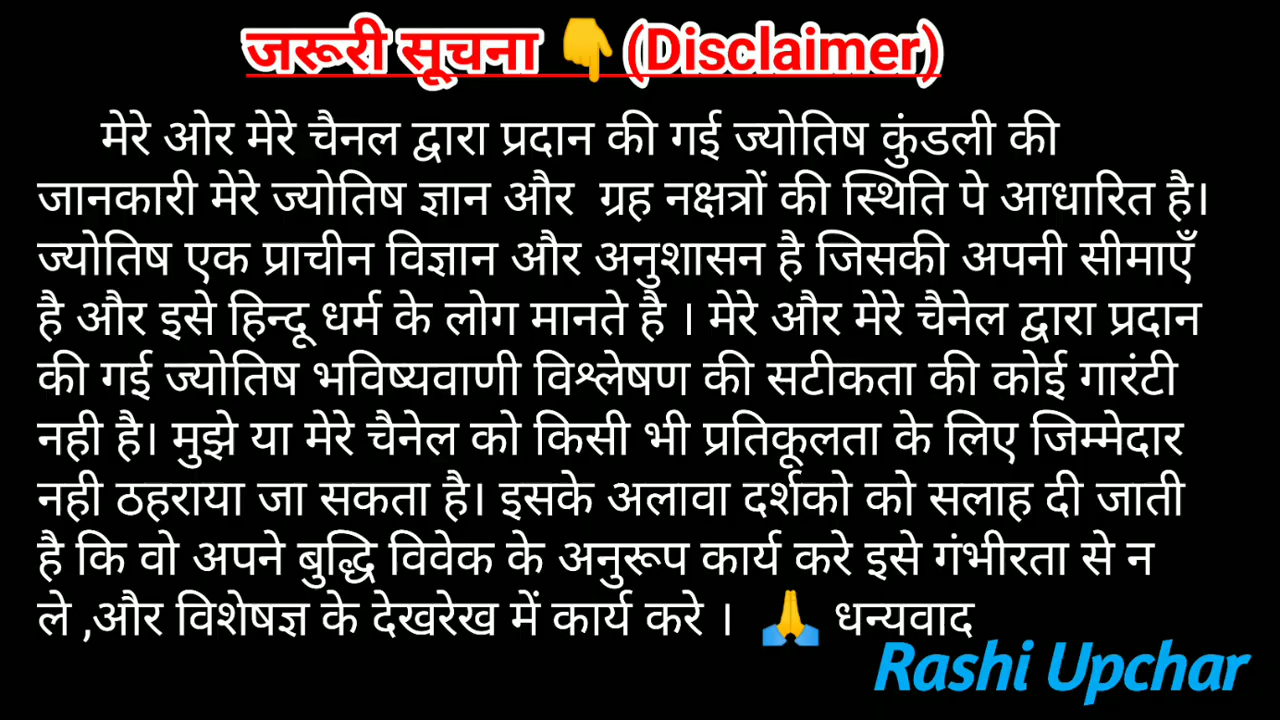 जरूरी सूचना 👇 (Disclaimer)
मेरे ओर मेरे चैनल द्वारा प्रदान की गई ज्योतिष कुंडली की
जानकारी मेरे ज्योतिष ज्ञान और ग्रह नक्षत्रों की स्थिति पे आधारित है।
ज्योतिष एक प्राचीन विज्ञान और अनुशासन है जिसकी अपनी सीमाएँ
है और इसे हिन्दू धर्म के लोग मानते है । मेरे और मेरे चैनेल द्वारा प्रदान
की गई ज्योतिष भविष्यवाणी विश्लेषण की सटीकता की कोई गारंटी
नही है। मुझे या मेरे चैनेल को किसी भी प्रतिकूलता के लिए जिम्मेदार
नही ठहराया जा सकता है। इसके अलावा दर्शको को सलाह दी जाती
है कि वो अपने बुद्धि विवेक के अनुरूप कार्य करे इसे गंभीरता से न
ले ,और विशेषज्ञ के देखरेख में कार्य करे । 🙏 धन्यवाद
Rashi Upchar